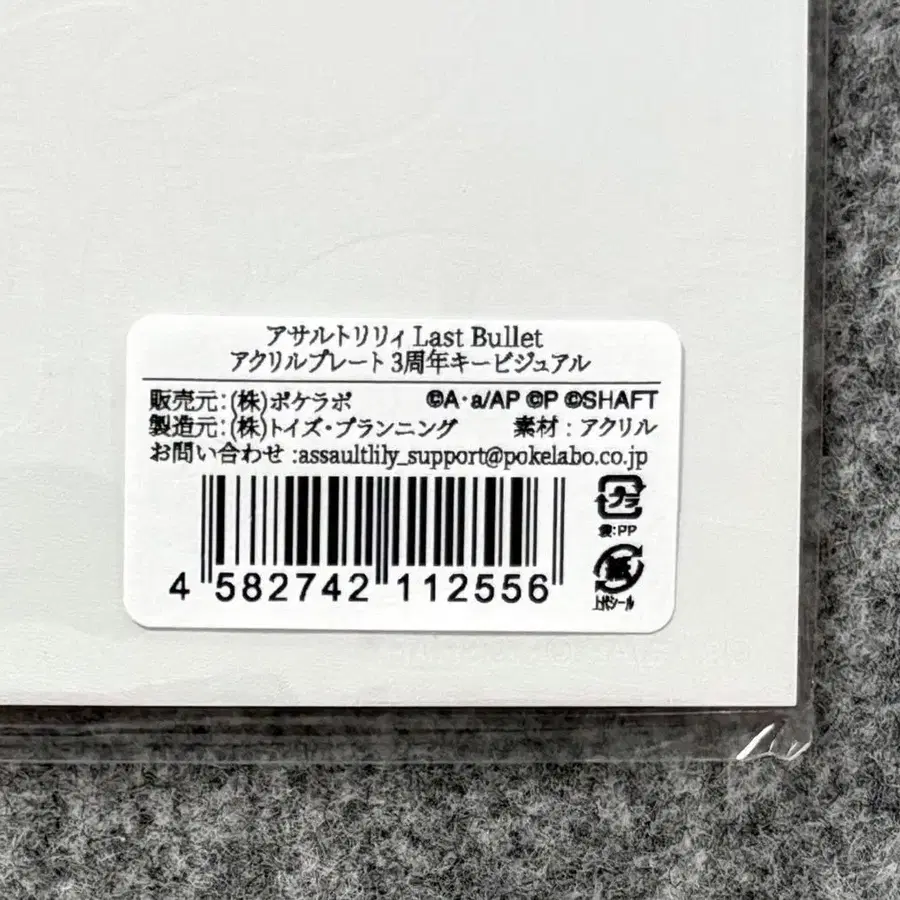 アサルトリリィ Last Bullet
アクリルプレート 3周年キービジュアル
販売元:(株)ポケラボ ©A・a/AP ©P ©SHAFT
製造元:(株)トイズ・プランニング 素材:アクリル
お問い合わせ:assaultlily_support@pokelabo.co.jp
プラ
袋:PP
紙
上代シール
4 582742 112556